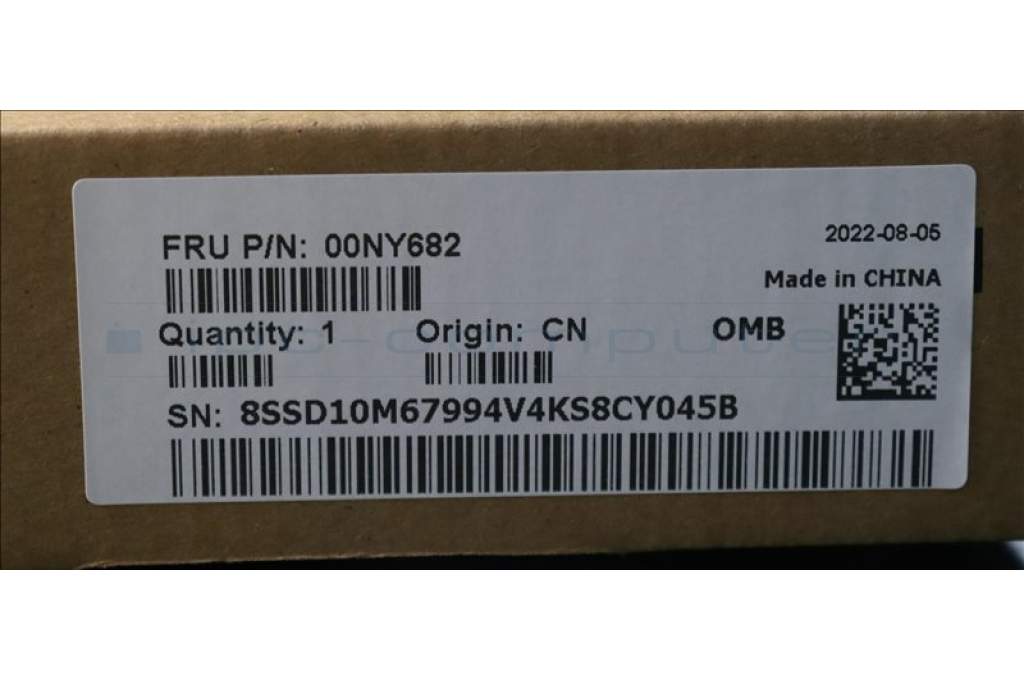 2022-08-05
FRU P/N: 00NY682
Made in CHINA
Quantity: 1 Origin: CN OMB
SN: 8SSD10M67994V4KS8CY045B